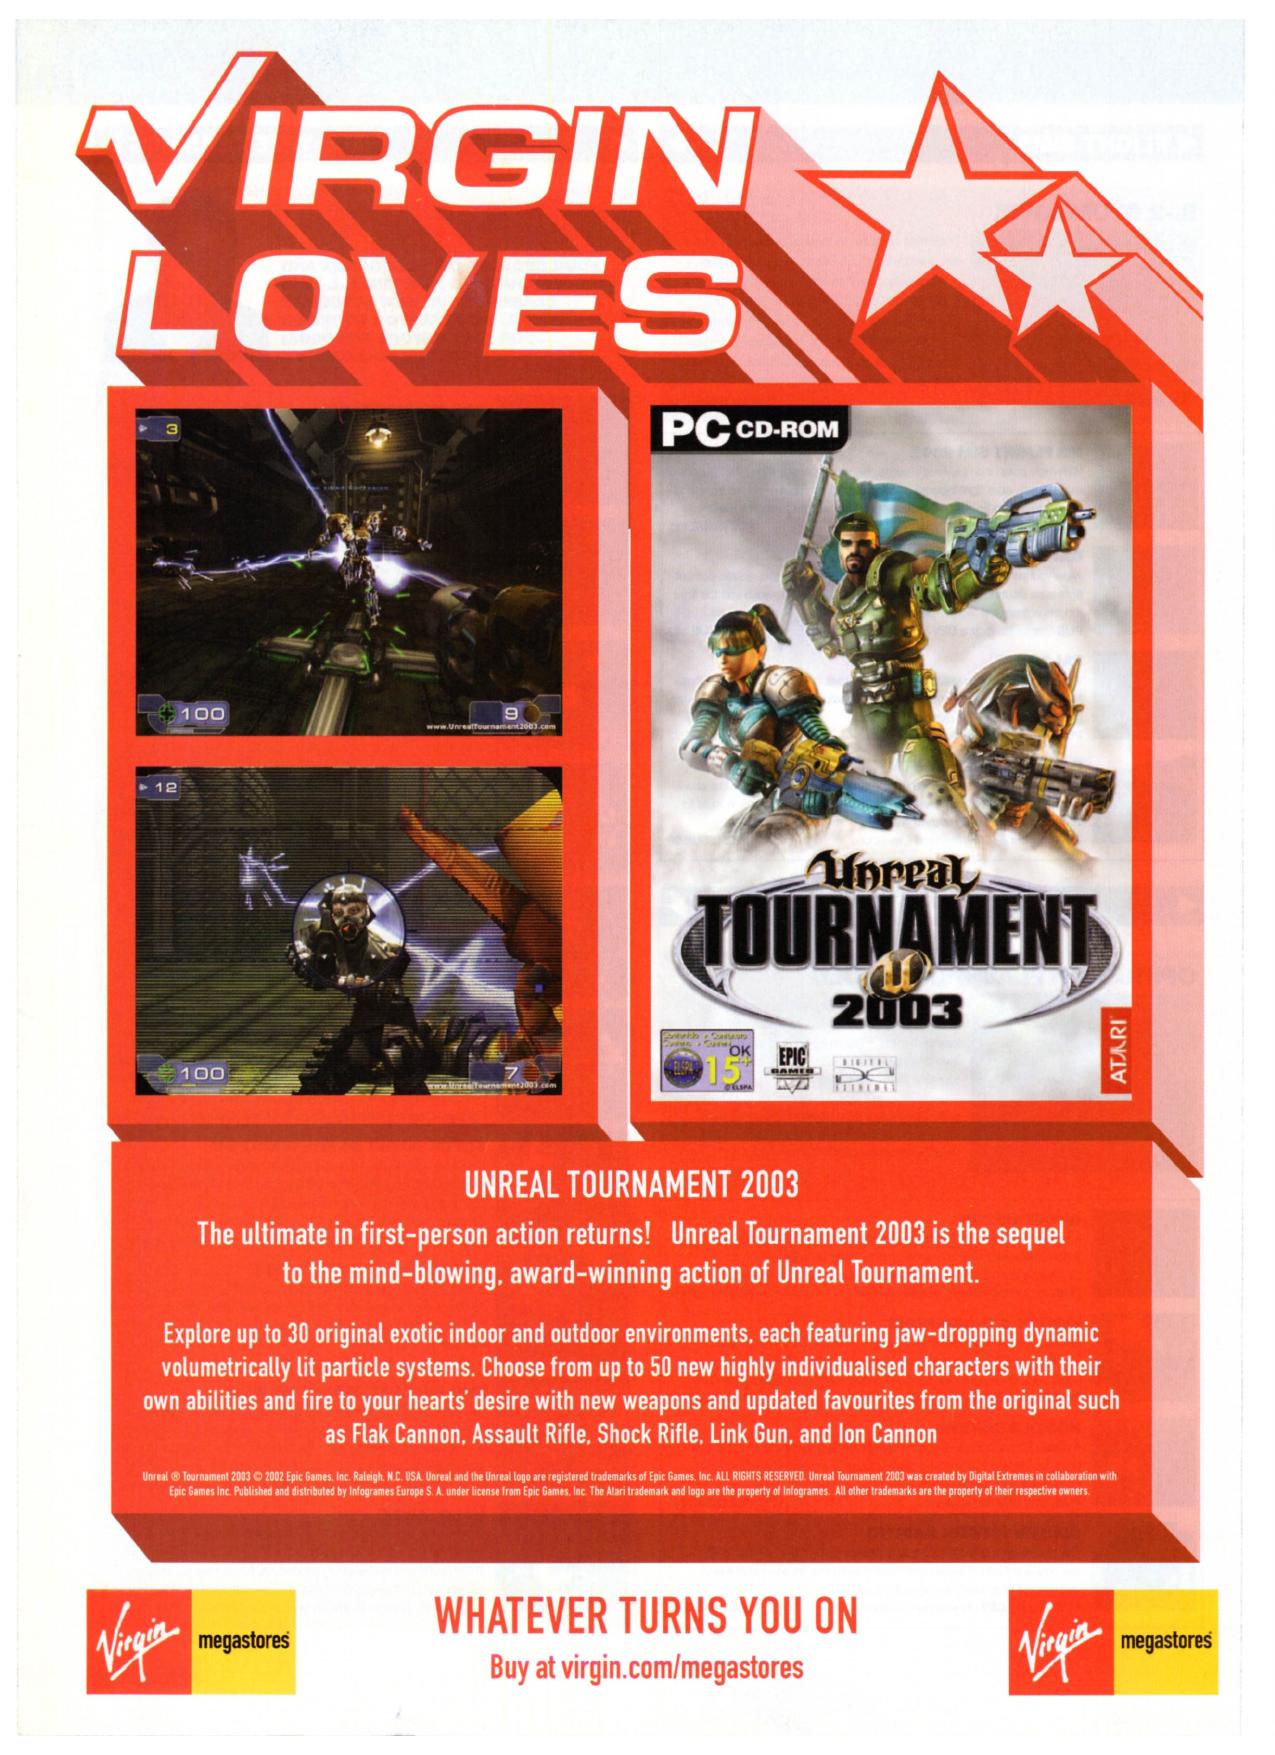 VIRGIN
LOVES
3
100
9
www.UnrealTournament2003.com
12
100
7
www.UnrealTournament2003.com
PC CD-ROM
Unreal
TOURNAMENT
2003
OK
15+
ELSPA
© ELSPA
EPIC
GAMES
DIGITAL
EXTREMES
ATARI
UNREAL TOURNAMENT 2003
The ultimate in first-person action returns! Unreal Tournament 2003 is the sequel
to the mind-blowing, award-winning action of Unreal Tournament.
Explore up to 30 original exotic indoor and outdoor environments, each featuring jaw-dropping dynamic
volumetrically lit particle systems. Choose from up to 50 new highly individualised characters with their
own abilities and fire to your hearts' desire with new weapons and updated favourites from the original such
as Flak Cannon, Assault Rifle, Shock Rifle, Link Gun, and Ion Cannon
Unreal ® Tournament 2003 © 2002 Epic Games, Inc. Raleigh, N.C. USA. Unreal and the Unreal logo are registered trademarks of Epic Games, Inc. ALL RIGHTS RESERVED. Unreal Tournament 2003 was created by Digital Extremes in collaboration with
Epic Games Inc. Published and distributed by Infogrames Europe S. A. under license from Epic Games, Inc. The Atari trademark and logo are the property of Infogrames. All other trademarks are the property of their respective owners.
Virgin megastores
WHATEVER TURNS YOU ON
Buy at virgin.com/megastores
Virgin megastores